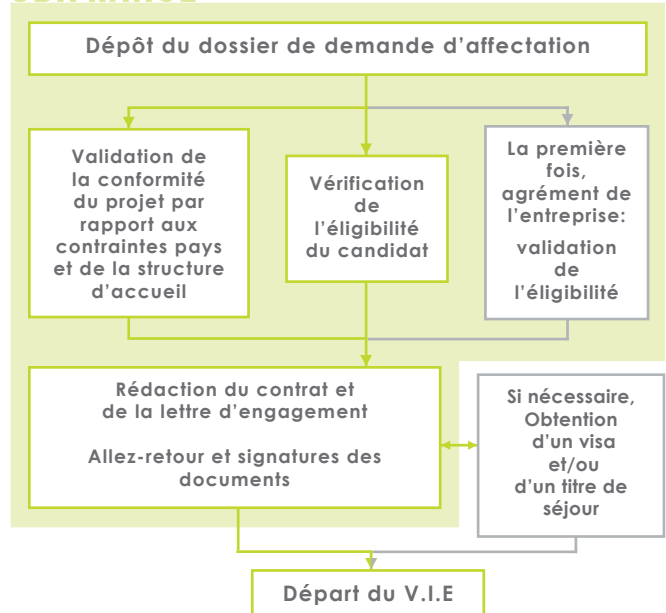 Dépôt du dossier de demande d'affectation
Validation de
la conformité
du projet par
rapport aux
contraintes pays
et de la structure
d'accueil
Vérification
de
l'éligibilité
du candidat
La première
fois,
agrément de
l'entreprise:
validation
de
l'éligibilité
Rédaction du contrat et
de la lettre d'engagement
Allez-retour et signatures des
documents
Si nécessaire,
Obtention
d'un visa
et/ou
d'un titre de
séjour
Départ du V.I.E